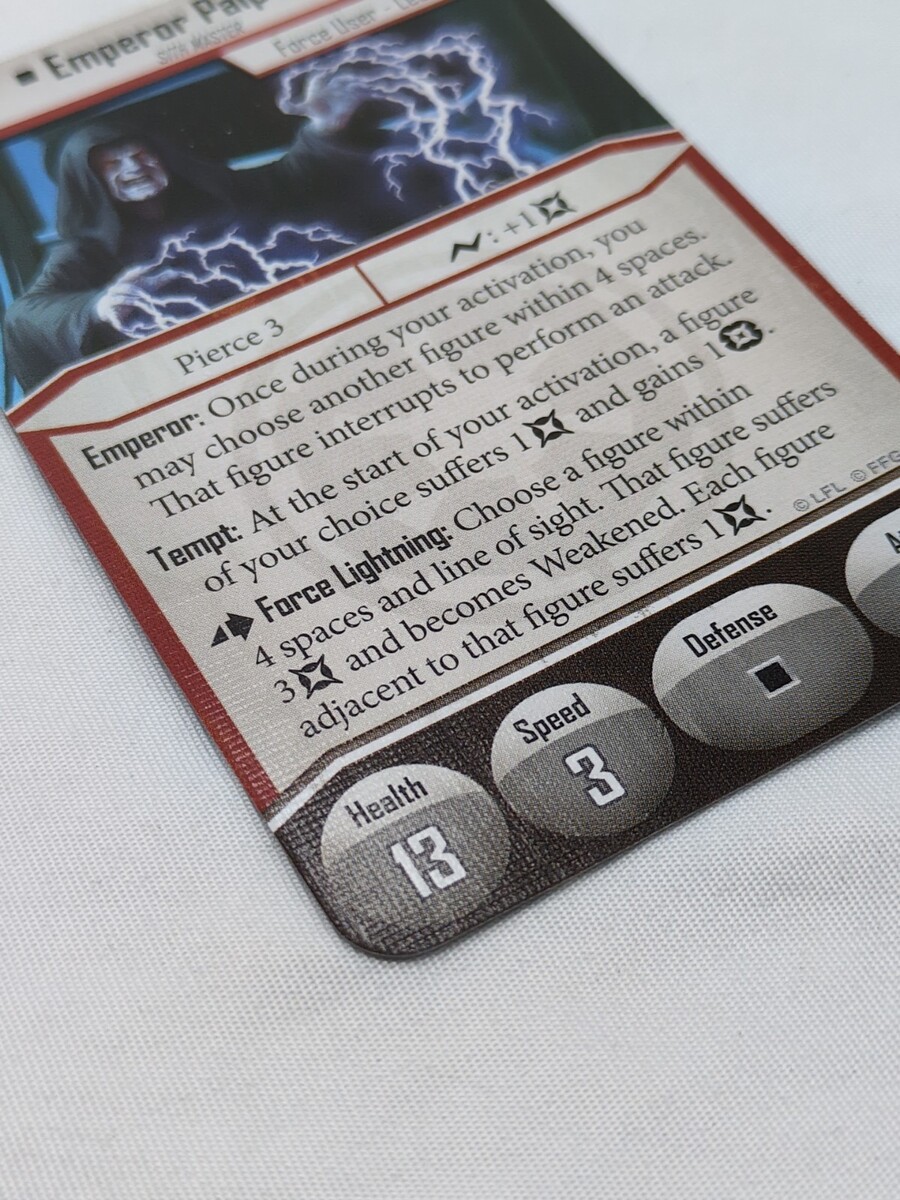 Emperor
SITH MASTER
Force User -
Pierce 3
: +1
Emperor: Once during your activation, you
may choose another figure within 4 spaces.
That figure interrupts to perform an attack.
Tempt: At the start of your activation, a figure
of your choice suffers 1 and gains 1 .
Force Lightning: Choose a figure within
4 spaces and line of sight. That figure suffers
3 and becomes Weakened. Each figure
adjacent to that figure suffers 1 .
© LFL © FFG
Health
13
Speed
3
Defense